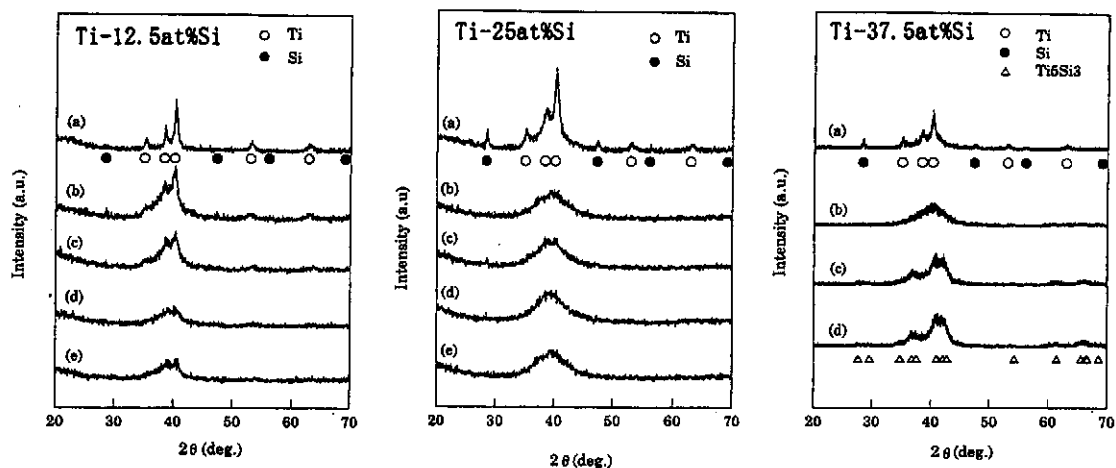 Ti-12.5at%Si
○ Ti
● Si
(a)
(b)
(c)
(d)
(e)
Intensity (a.u.)
20 30 40 50 60 70
2θ (deg.)
Ti-25at%Si
○ Ti
● Si
(a)
(b)
(c)
(d)
(e)
Intensity (a.u)
20 30 40 50 60 70
2θ (deg.)
Ti-37.5at%Si
○ Ti
● Si
△ Ti5Si3
(a)
(b)
(c)
(d)
Intensity (a.u.)
20 30 40 50 60 70
2θ (deg.)